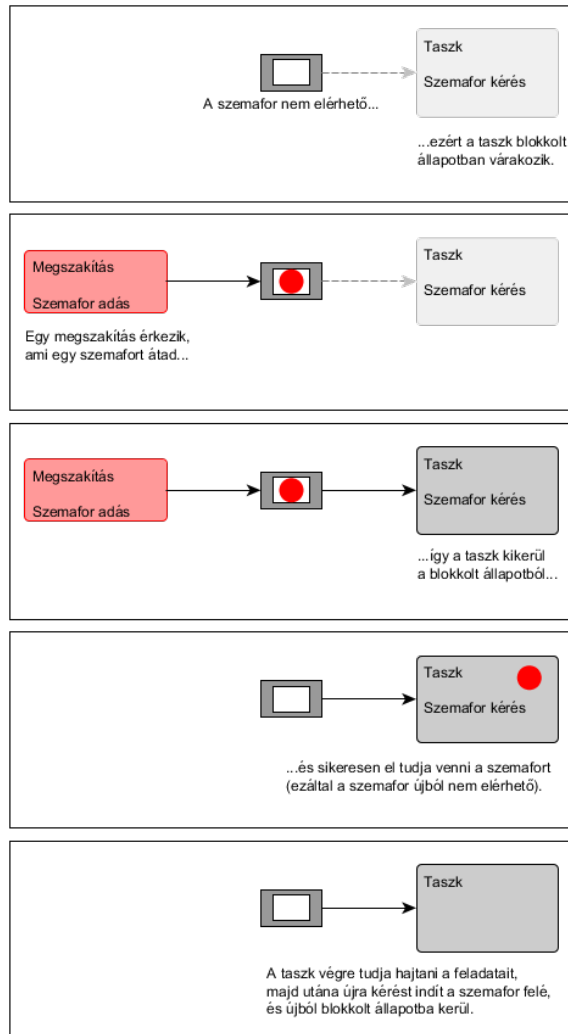 Taszk
Szemafor kérés
A szemafor nem elérhető...
...ezért a taszk blokkolt
állapotban várakozik.
Megszakítás
Szemafor adás
Taszk
Szemafor kérés
Egy megszakítás érkezik,
ami egy szemafort átad...
Megszakítás
Szemafor adás
Taszk
Szemafor kérés
...így a taszk kikerül
a blokkolt állapotból...
Taszk
Szemafor kérés
...és sikeresen el tudja venni a szemafort
(ezáltal a szemafor újból nem elérhető).
Taszk
A taszk végre tudja hajtani a feladatait,
majd utána újra kérést indít a szemafor felé,
és újból blokkolt állapotba kerül.